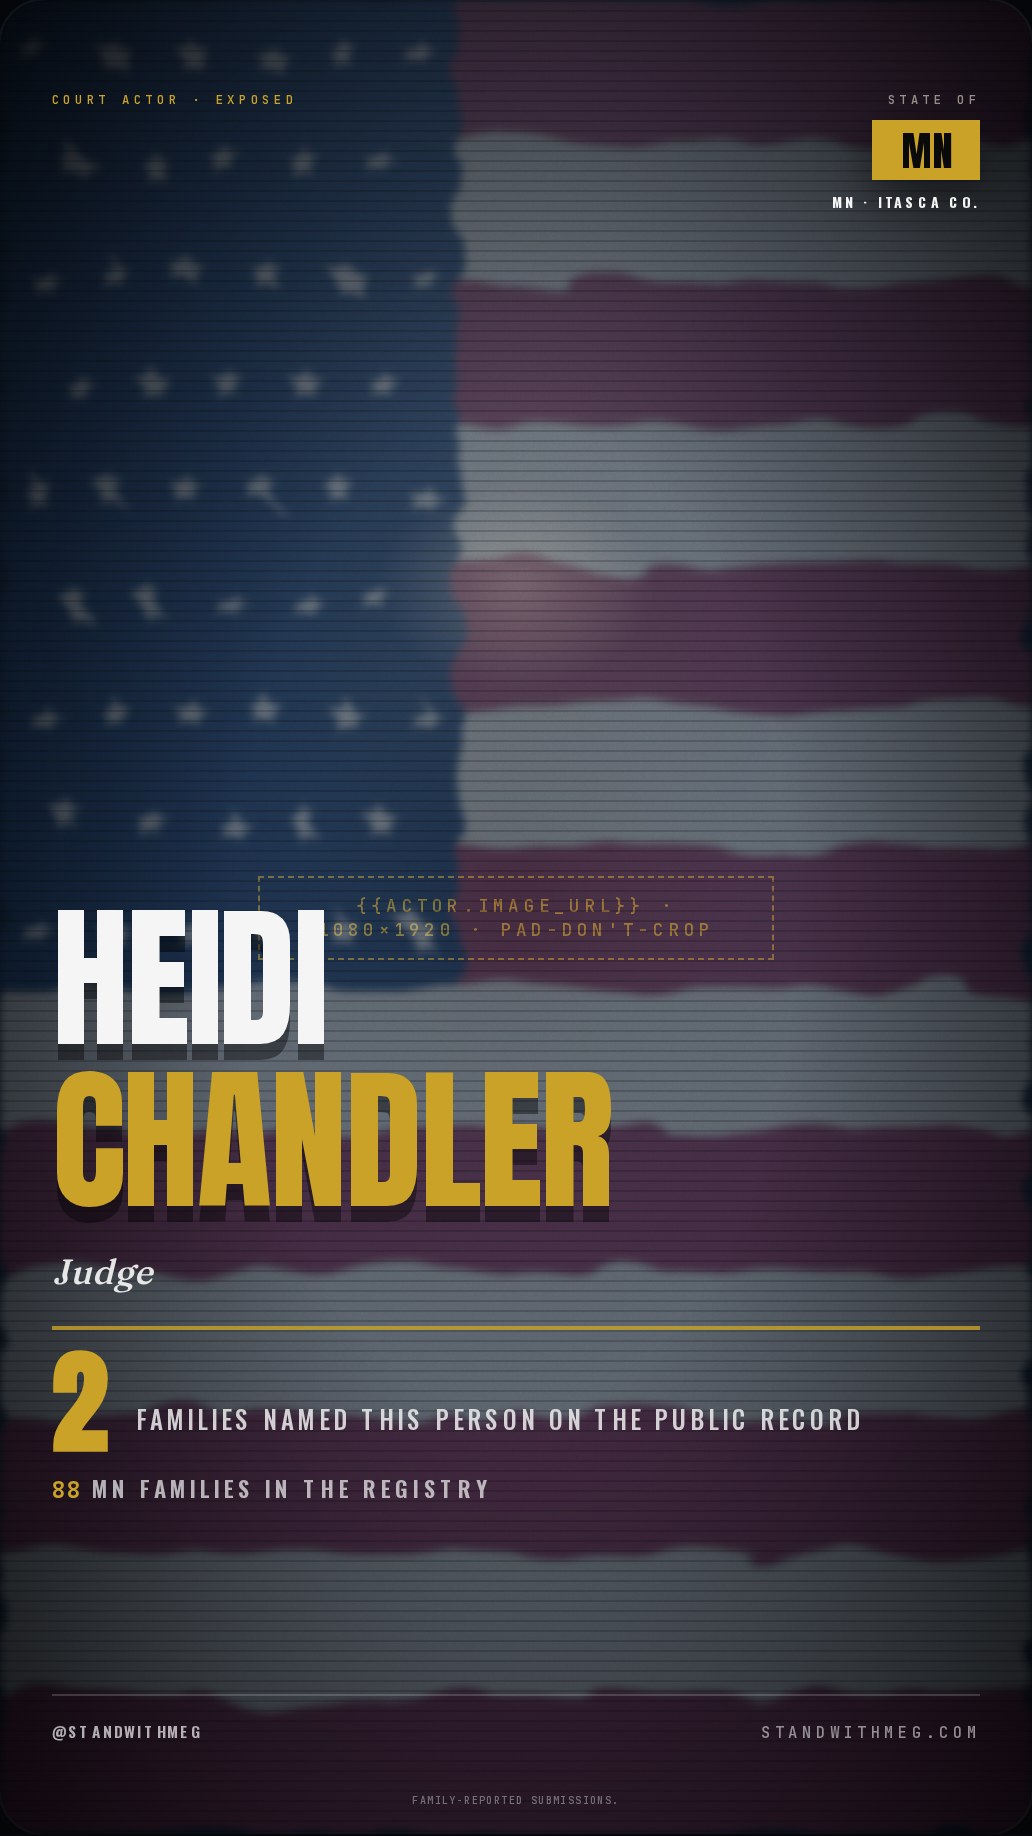 COURT ACTOR · EXPOSED
STATE OF
MN
MN · ITASCA CO.
{{ACTOR.IMAGE_URL}} ·
1080×1920 · PAD-DON'T-CROP
HEIDI
CHANDLER
Judge
2 FAMILIES NAMED THIS PERSON ON THE PUBLIC RECORD
88 MN FAMILIES IN THE REGISTRY
@STANDWITHMEG
STANDWITHMEG.COM
FAMILY-REPORTED SUBMISSIONS.